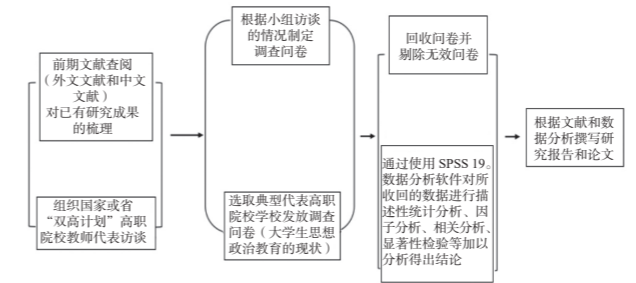 前期文献查阅
（外文文献和中文
文献）
对已有研究成果
的梳理
组织国家或省
“双高计划”高职
院校教师代表访谈
根据小组访谈
的情况制定
调查问卷
选取典型代表高职
院校学校发放调查
问卷（大学生思想
政治教育的现状）
回收问卷并
剔除无效问卷
通过使用 SPSS 19。
数据分析软件对所
收回的数据进行描
述性统计分析、因
子分析、相关分析、
显著性检验等加以
分析得出结论
根据文献和数
据分析撰写研
究报告和论文